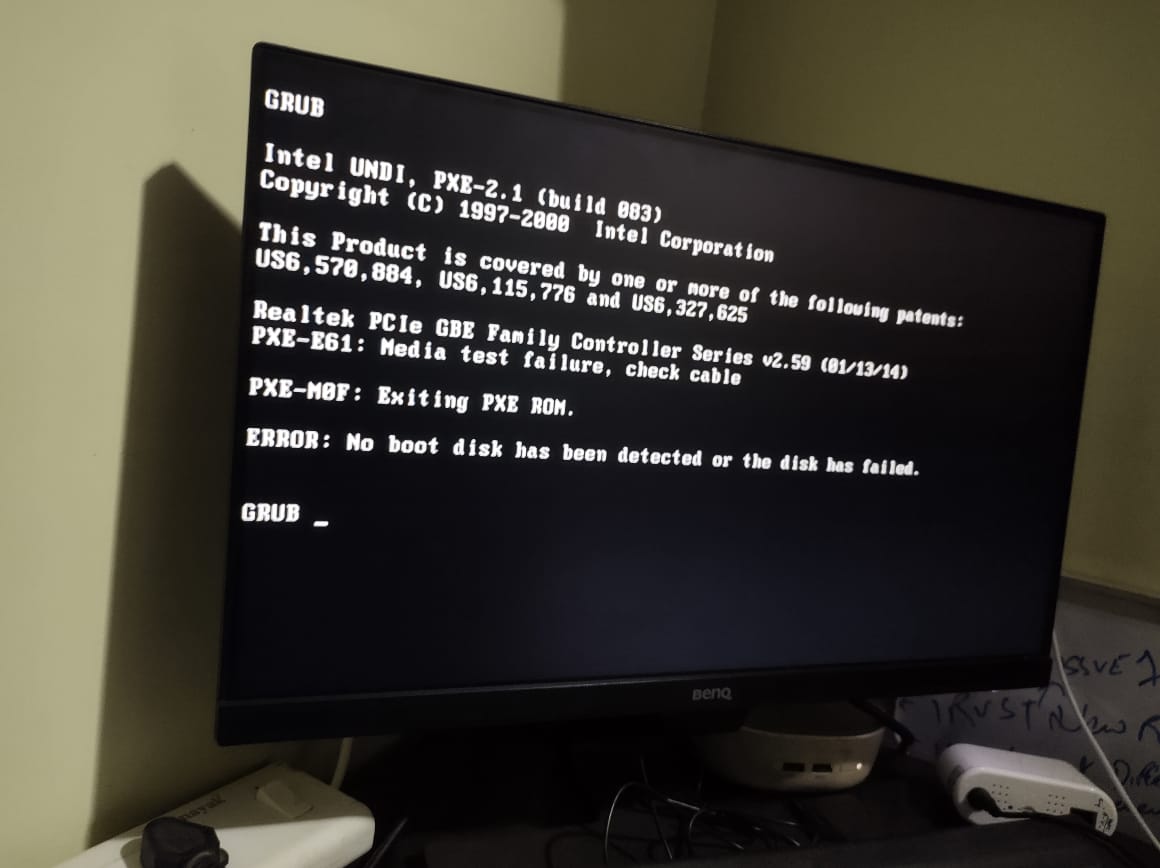 GRUB
Intel UNDI, PXE-2.1 (build 083)
Copyright (C) 1997-2000  Intel Corporation
This Product is covered by one or more of the following patents:
US6,570,884, US6,115,776 and US6,327,625
Realtek PCIe GBE Family Controller Series v2.59 (01/13/14)
PXE-E61: Media test failure, check cable
PXE-M0F: Exiting PXE ROM.
ERROR: No boot disk has been detected or the disk has failed.
GRUB _
BenQ
TRUST